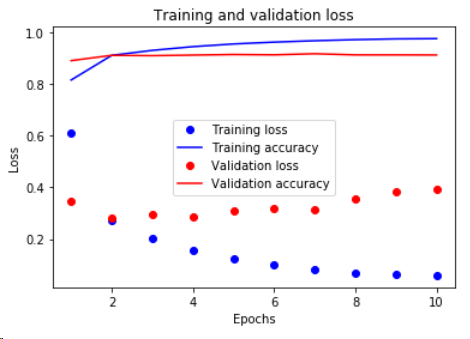 Training and validation loss
1.0
0.8
0.6
0.4
0.2
Loss
Training loss
Training accuracy
Validation loss
Validation accuracy
2 4 6 8 10
Epochs